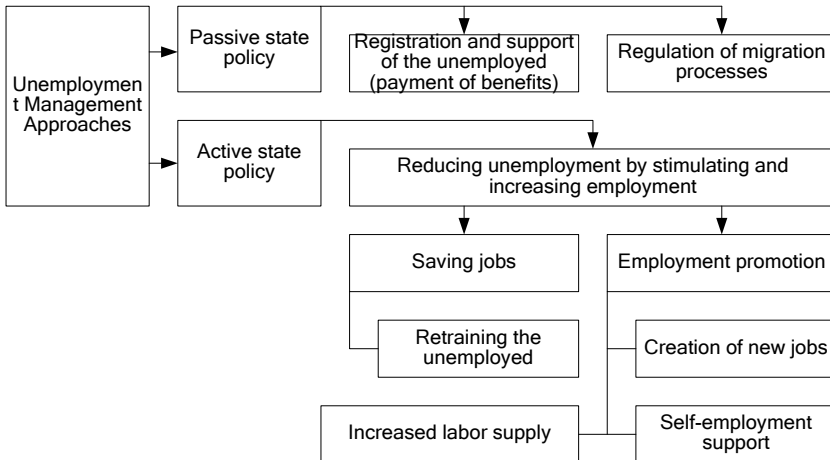 Passive state
policy
Registration and support
of the unemployed
(payment of benefits)
Regulation of migration
processes
Unemploymen
t Management
Approaches
Active state
policy
Reducing unemployment by stimulating and
increasing employment
Saving jobs
Employment promotion
Retraining the
unemployed
Creation of new jobs
Increased labor supply
Self-employment
support